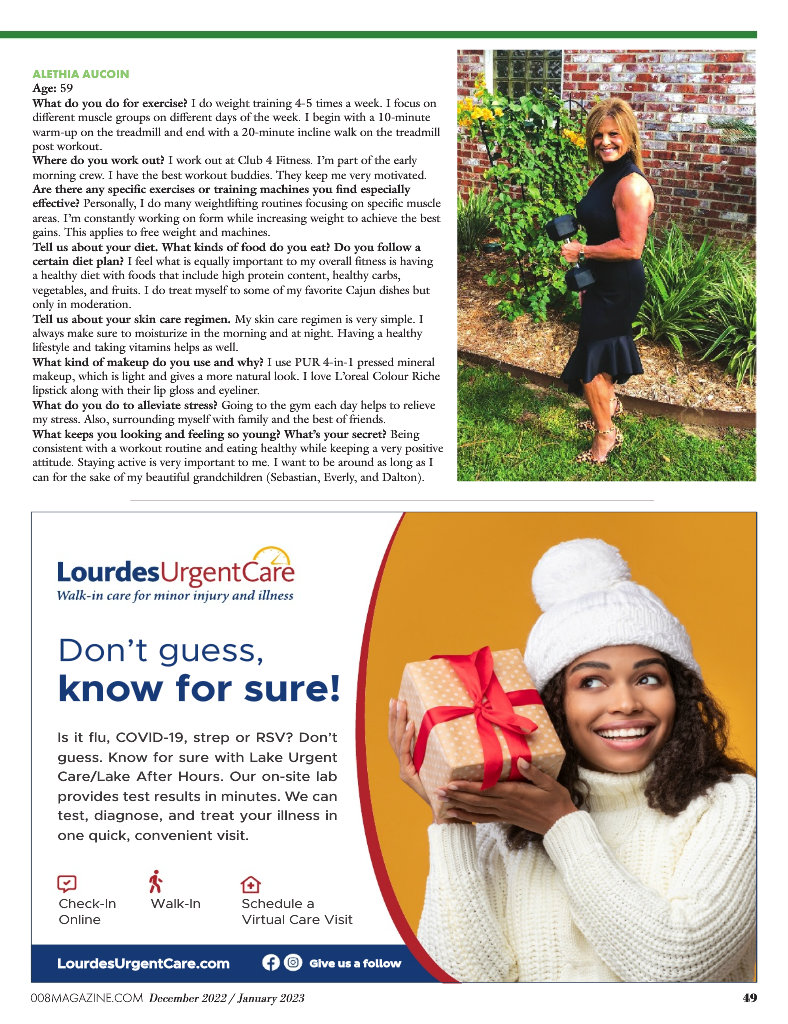 ALETHIA AUCOIN
Age: 59
What do you do for exercise? I do weight training 4-5 times a week. I focus on
different muscle groups on different days of the week. I begin with a 10-minute
warm-up on the treadmill and end with a 20-minute incline walk on the treadmill
post workout.
Where do you work out? I work out at Club 4 Fitness. I'm part of the early
morning crew. I have the best workout buddies. They keep me very motivated.
Are there any specific exercises or training machines you find especially
effective? Personally, I do many weightlifting routines focusing on specific muscle
areas. I'm constantly working on form while increasing weight to achieve the best
gains. This applies to free weight and machines.
Tell us about your diet. What kinds of food do you eat? Do you follow a
certain diet plan? I feel what is equally important to my overall fitness is having
a healthy diet with foods that include high protein content, healthy carbs,
vegetables, and fruits. I do treat myself to some of my favorite Cajun dishes but
only in moderation.
Tell us about your skin care regimen. My skin care regimen is very simple. I
always make sure to moisturize in the morning and at night. Having a healthy
lifestyle and taking vitamins helps as well.
What kind of makeup do you use and why? I use PUR 4-in-1 pressed mineral
makeup, which is light and gives a more natural look. I love L'oreal Colour Riche
lipstick along with their lip gloss and eyeliner.
What do you do to alleviate stress? Going to the gym each day helps to relieve
my stress. Also, surrounding myself with family and the best of friends.
What keeps you looking and feeling so young? What's your secret? Being
consistent with a workout routine and eating healthy while keeping a very positive
attitude. Staying active is very important to me. I want to be around as long as I
can for the sake of my beautiful grandchildren (Sebastian, Everly, and Dalton).
LourdesUrgentCare
Walk-in care for minor injury and illness
Don't guess,
know for sure!
Is it flu, COVID-19, strep or RSV? Don't
guess. Know for sure with Lake Urgent
Care/Lake After Hours. Our on-site lab
provides test results in minutes. We can
test, diagnose, and treat your illness in
one quick, convenient visit.
Check-In
Online
Walk-In
Schedule a
Virtual Care Visit
LourdesUrgentCare.com
Give us a follow
008MAGAZINE.COM December 2022 / January 2023
49